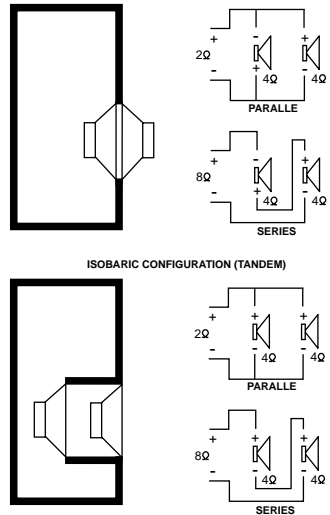 + - +
2Ω
- + 4Ω - 4Ω
PARALLE
+ - +
8Ω
- + 4Ω - 4Ω
SERIES
ISOBARIC CONFIGURATION (TANDEM)
+ + +
2Ω
- - 4Ω - 4Ω
PARALLE
+ + +
8Ω
- - 4Ω - 4Ω
SERIES